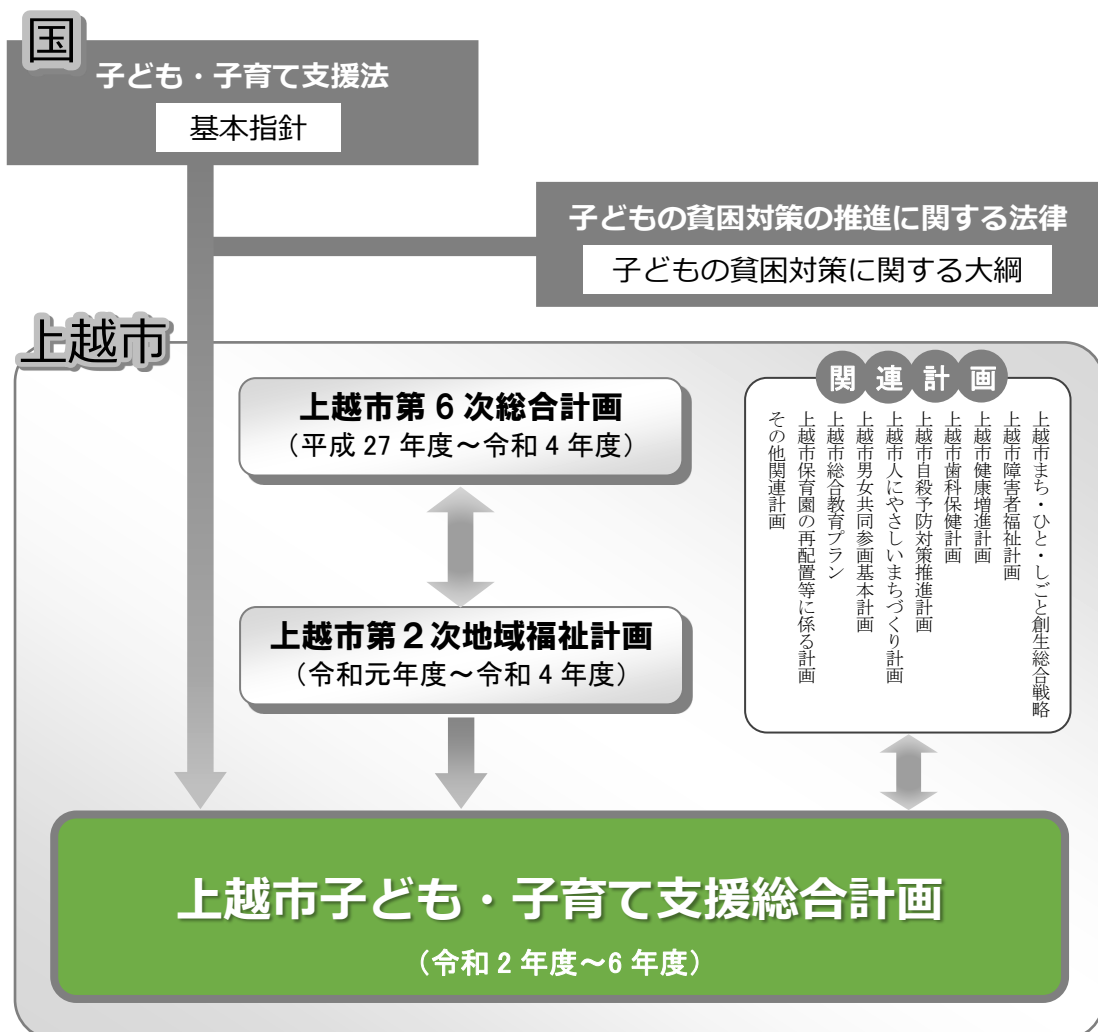 国
子ども・子育て支援法
基本指針
子どもの貧困対策の推進に関する法律
子どもの貧困対策に関する大綱
上越市
上越市第6次総合計画
（平成27年度～令和4年度）
上越市第2次地域福祉計画
（令和元年度～令和4年度）
関連計画
上越市まち・ひと・しごと創生総合戦略
上越市障害者福祉計画
上越市健康増進計画
上越市歯科保健計画
上越市自殺予防対策推進計画
上越市人にやさしいまちづくり計画
上越市男女共同参画基本計画
上越市総合教育プラン
上越市保育園の再配置等に係る計画
その他関連計画
上越市子ども・子育て支援総合計画
（令和2年度～6年度）